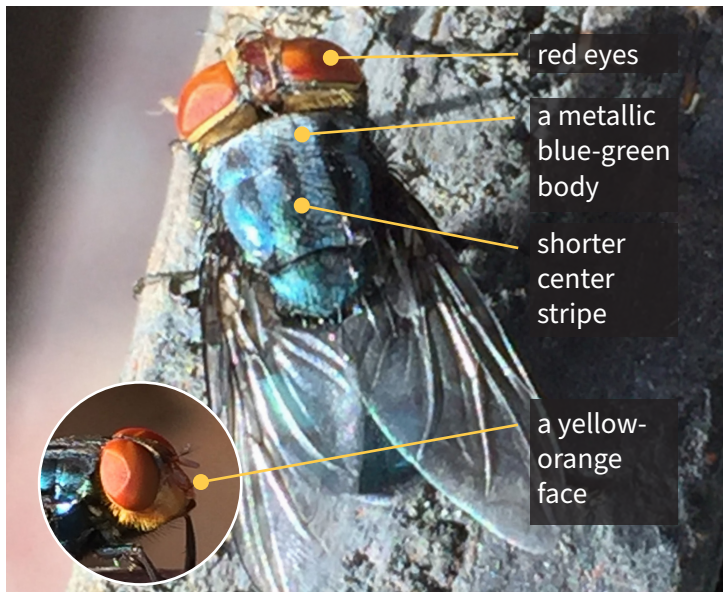 red eyes
a metallic
blue-green
body
shorter
center
stripe
a yellow-
orange
face